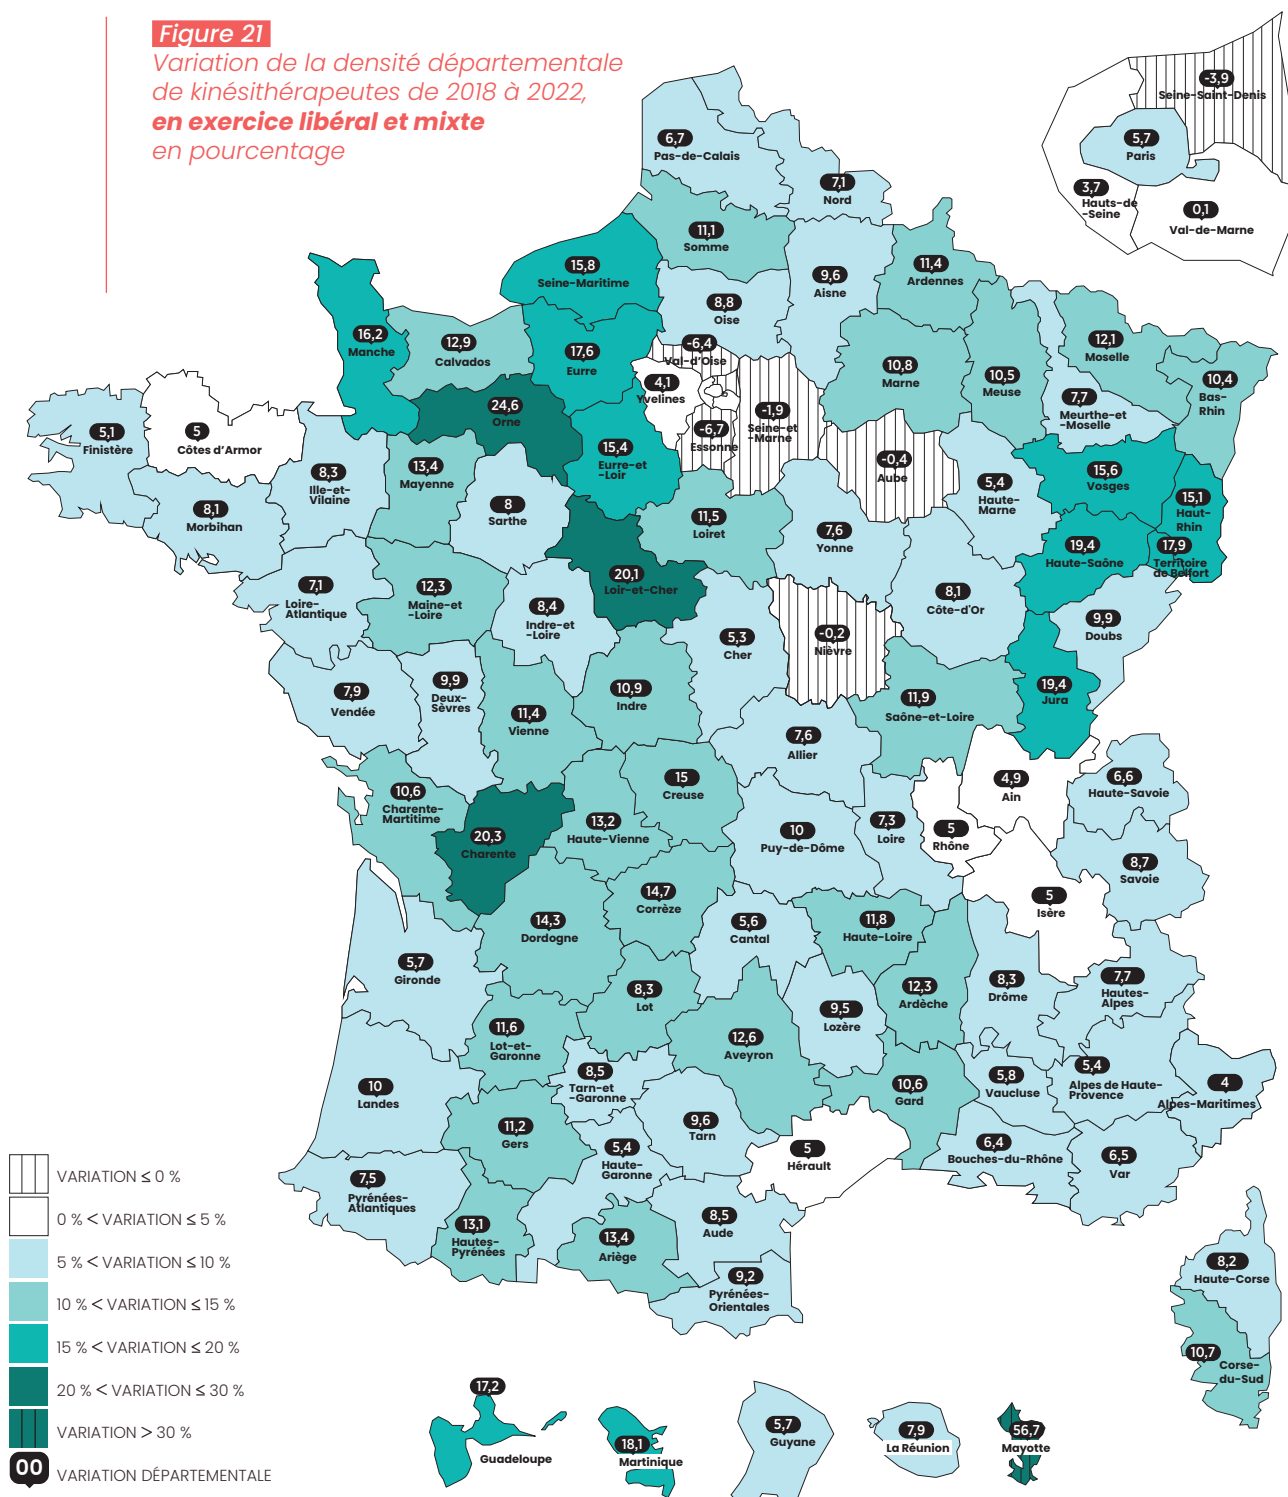 Figure 21
Variation de la densité départementale
de kinésithérapeutes de 2018 à 2022,
en exercice libéral et mixte
en pourcentage
-3,9
Seine-Saint-Denis
5,7
Paris
3,7
Hauts-de
-Seine
0,1
Val-de-Marne
6,7
Pas-de-Calais
7,1
Nord
11,1
Somme
15,8
Seine-Maritime
9,6
Aisne
11,4
Ardennes
8,8
Oise
16,2
Manche
12,9
Calvados
17,6
Eurre
-6,4
Val-d'Oise
4,1
Yvelines
-6,7
Essonne
-1,9
Seine-et
-Marne
10,8
Marne
10,5
Meuse
12,1
Moselle
7,7
Meurthe-et
-Moselle
10,4
Bas-
Rhin
24,6
Orne
5,1
Finistère
5
Côtes d'Armor
8,3
Ille-et-
Vilaine
13,4
Mayenne
15,4
Eurre-et
-Loir
-0,4
Aube
5,4
Haute-
Marne
15,6
Vosges
15,1
Haut-
Rhin
8,1
Morbihan
8
Sarthe
11,5
Loiret
7,6
Yonne
19,4
Haute-Saône
17,9
Territoire
de Belfort
7,1
Loire-
Atlantique
12,3
Maine-et
-Loire
8,4
Indre-et
-Loire
20,1
Loir-et-Cher
5,3
Cher
-0,2
Nièvre
8,1
Côte-d'Or
9,9
Doubs
7,9
Vendée
9,9
Deux-
Sèvres
11,4
Vienne
10,9
Indre
11,9
Saône-et-Loire
19,4
Jura
7,6
Allier
10,6
Charente-
Martitime
20,3
Charente
13,2
Haute-Vienne
15
Creuse
10
Puy-de-Dôme
7,3
Loire
5
Rhône
4,9
Ain
6,6
Haute-Savoie
8,7
Savoie
14,3
Dordogne
14,7
Corrèze
5,6
Cantal
11,8
Haute-Loire
5
Isère
5,7
Gironde
8,3
Lot
12,6
Aveyron
9,5
Lozère
12,3
Ardèche
8,3
Drôme
7,7
Hautes-
Alpes
11,6
Lot-et-
Garonne
10
Landes
8,5
Tarn-et
-Garonne
9,6
Tarn
10,6
Gard
5,8
Vaucluse
5,4
Alpes de Haute-
Provence
4
Alpes-Maritimes
11,2
Gers
5,4
Haute-
Garonne
5
Hérault
6,4
Bouches-du-Rhône
6,5
Var
7,5
Pyrénées-
Atlantiques
13,1
Hautes-
Pyrénées
13,4
Ariège
8,5
Aude
9,2
Pyrénées-
Orientales
8,2
Haute-Corse
10,7
Corse-
du-Sud
VARIATION ≤ 0 %
0 % < VARIATION ≤ 5 %
5 % < VARIATION ≤ 10 %
10 % < VARIATION ≤ 15 %
15 % < VARIATION ≤ 20 %
20 % < VARIATION ≤ 30 %
VARIATION > 30 %
00 VARIATION DÉPARTEMENTALE
17,2
Guadeloupe
18,1
Martinique
5,7
Guyane
7,9
La Réunion
56,7
Mayotte